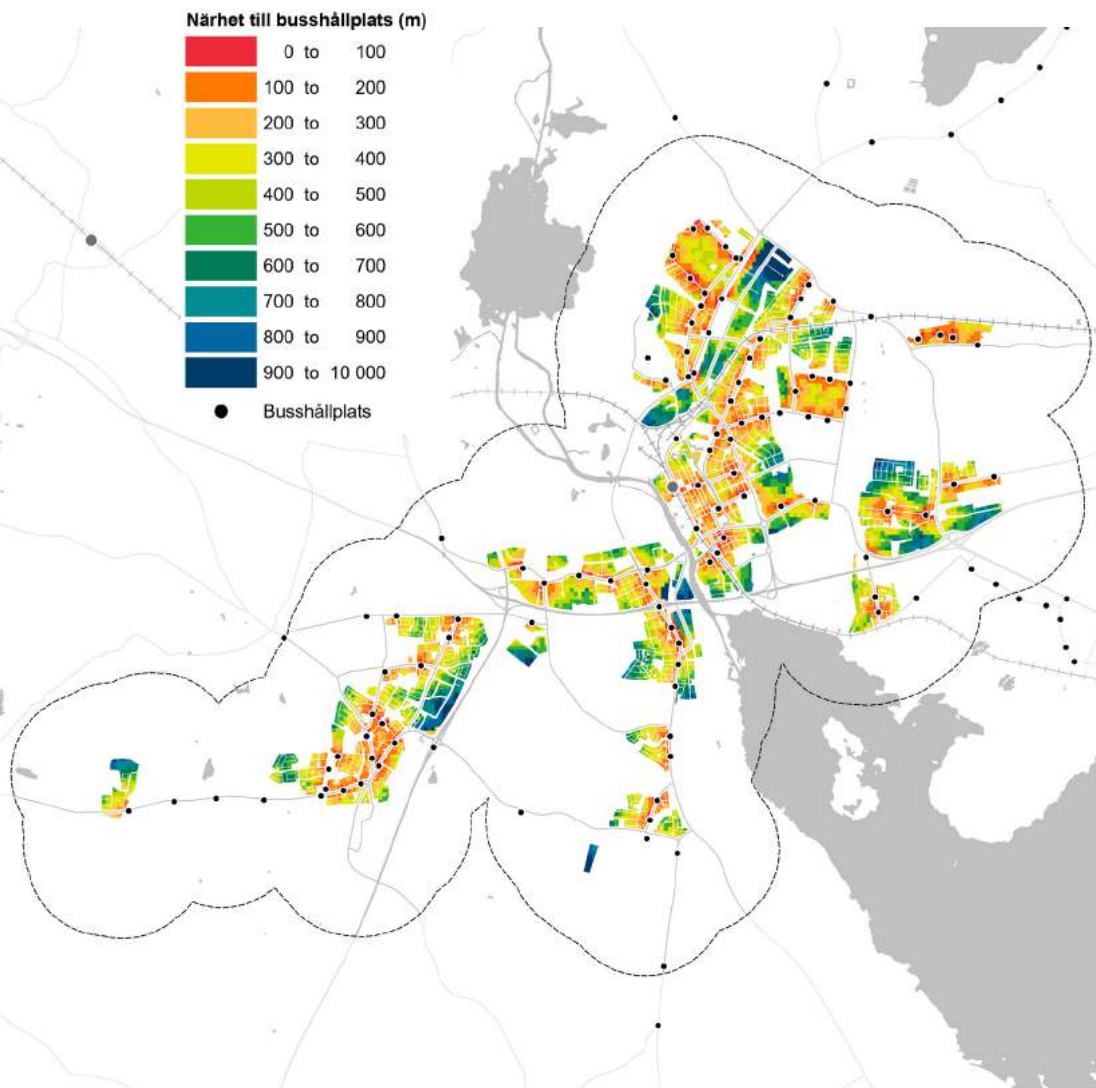 Närhet till busshållplats (m)
0 to 100
100 to 200
200 to 300
300 to 400
400 to 500
500 to 600
600 to 700
700 to 800
800 to 900
900 to 10 000
Busshållplats